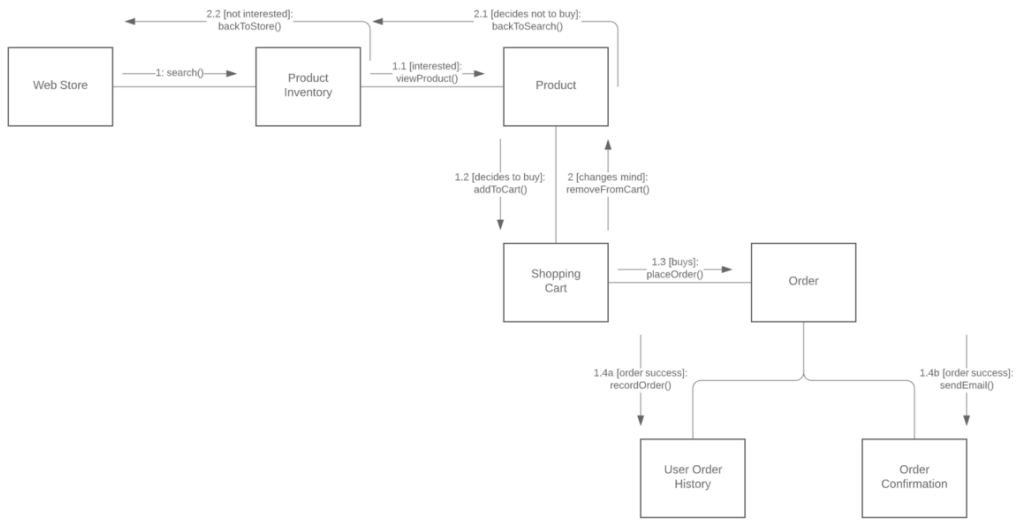 2.2 [not interested]:
backToStore()
2.1 [decides not to buy]:
backToSearch()
Web Store
1: search()
Product
Inventory
1.1 [interested]:
viewProduct()
Product
1.2 [decides to buy]:
addToCart()
2 [changes mind]:
removeFromCart()
Shopping
Cart
1.3 [buys]:
placeOrder()
Order
1.4a [order success]:
recordOrder()
1.4b [order success]:
sendEmail()
User Order
History
Order
Confirmation